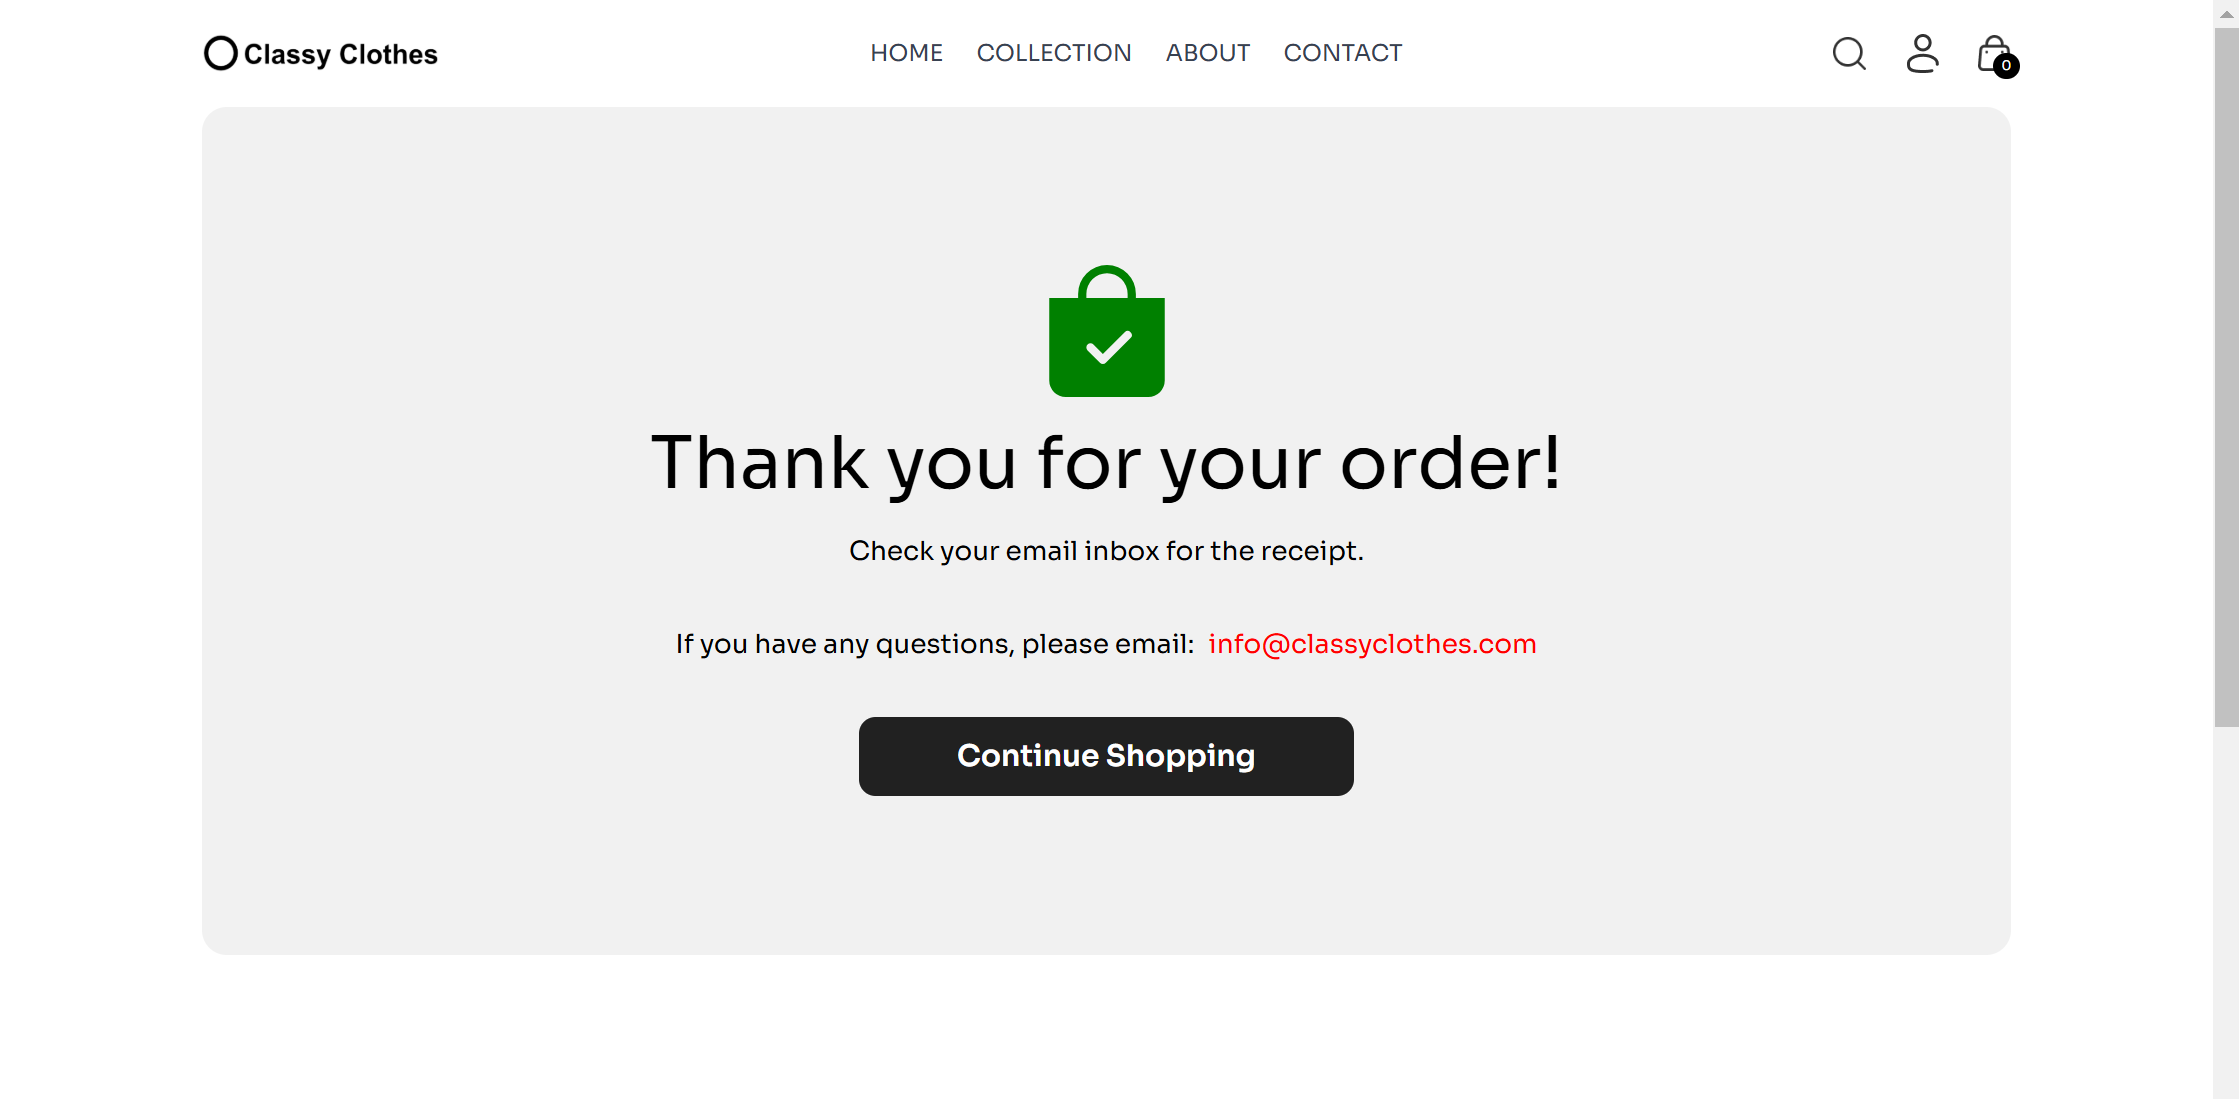 Classy Clothes
HOME COLLECTION ABOUT CONTACT
0
Thank you for your order!
Check your email inbox for the receipt.
If you have any questions, please email: info@classyclothes.com
Continue Shopping